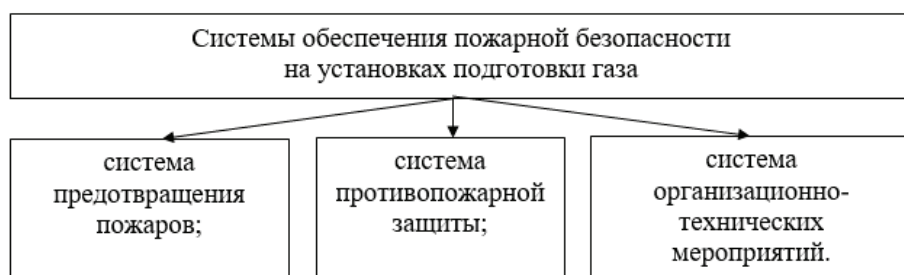 Системы обеспечения пожарной безопасности
на установках подготовки газа
система
предотвращения
пожаров;
система
противопожарной
защиты;
система
организационно-
технических
мероприятий.